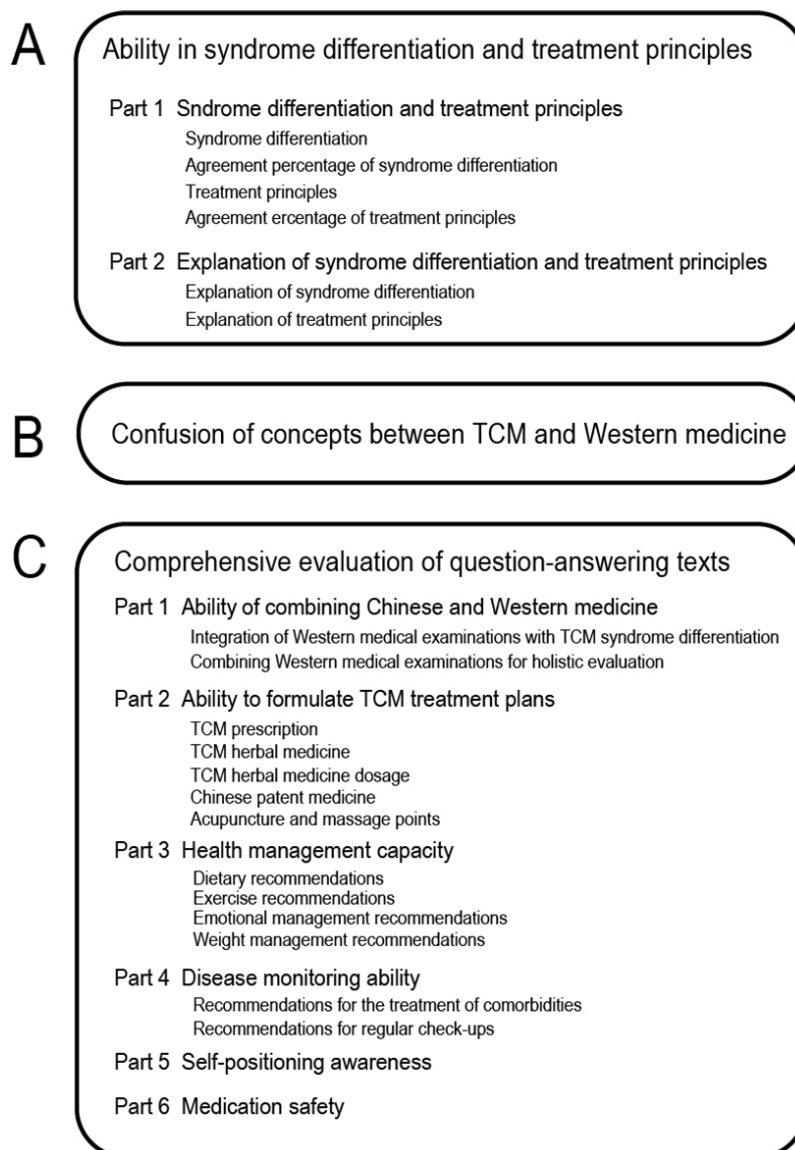 A
Ability in syndrome differentiation and treatment principles
Part 1 Sndrome differentiation and treatment principles
Syndrome differentiation
Agreement percentage of syndrome differentiation
Treatment principles
Agreement ercentage of treatment principles
Part 2 Explanation of syndrome differentiation and treatment principles
Explanation of syndrome differentiation
Explanation of treatment principles
B
Confusion of concepts between TCM and Western medicine
C
Comprehensive evaluation of question-answering texts
Part 1 Ability of combining Chinese and Western medicine
Integration of Western medical examinations with TCM syndrome differentiation
Combining Western medical examinations for holistic evaluation
Part 2 Ability to formulate TCM treatment plans
TCM prescription
TCM herbal medicine
TCM herbal medicine dosage
Chinese patent medicine
Acupuncture and massage points
Part 3 Health management capacity
Dietary recommendations
Exercise recommendations
Emotional management recommendations
Weight management recommendations
Part 4 Disease monitoring ability
Recommendations for the treatment of comorbidities
Recommendations for regular check-ups
Part 5 Self-positioning awareness
Part 6 Medication safety